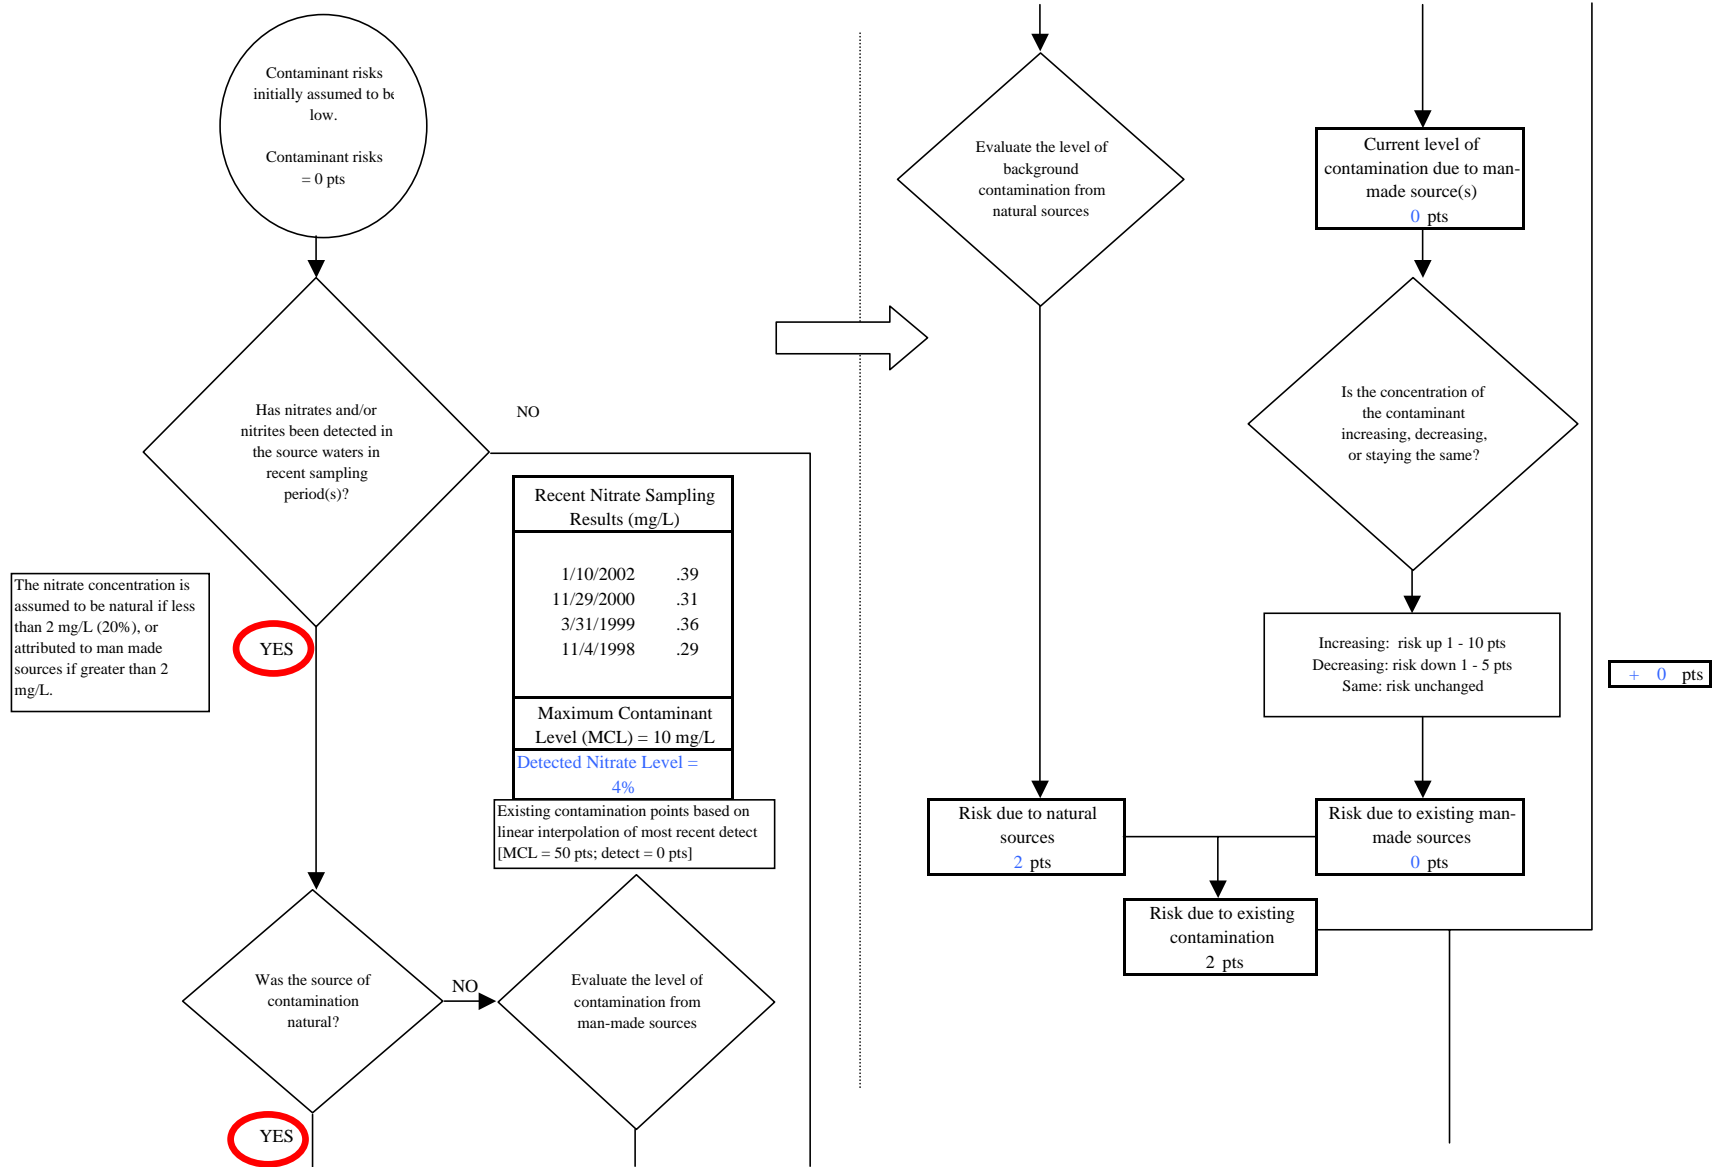 Contaminant risks
initially assumed to be
low.
Contaminant risks
= 0 pts
Has nitrates and/or
nitrites been detected in
the source waters in
recent sampling
period(s)?
NO
The nitrate concentration is
assumed to be natural if less
than 2 mg/L (20%), or
attributed to man made
sources if greater than 2
mg/L.
YES
Recent Nitrate Sampling
Results (mg/L)
1/10/2002 .39
11/29/2000 .31
3/31/1999 .36
11/4/1998 .29
Maximum Contaminant
Level (MCL) = 10 mg/L
Detected Nitrate Level =
4%
Existing contamination points based on
linear interpolation of most recent detect
[MCL = 50 pts; detect = 0 pts]
Was the source of
contamination
natural?
NO
Evaluate the level of
contamination from
man-made sources
YES
Evaluate the level of
background
contamination from
natural sources
Current level of
contamination due to man-
made source(s)
0 pts
Is the concentration of
the contaminant
increasing, decreasing,
or staying the same?
Increasing: risk up 1 - 10 pts
Decreasing: risk down 1 - 5 pts
Same: risk unchanged
+ 0 pts
Risk due to natural
sources
2 pts
Risk due to existing man-
made sources
0 pts
Risk due to existing
contamination
2 pts